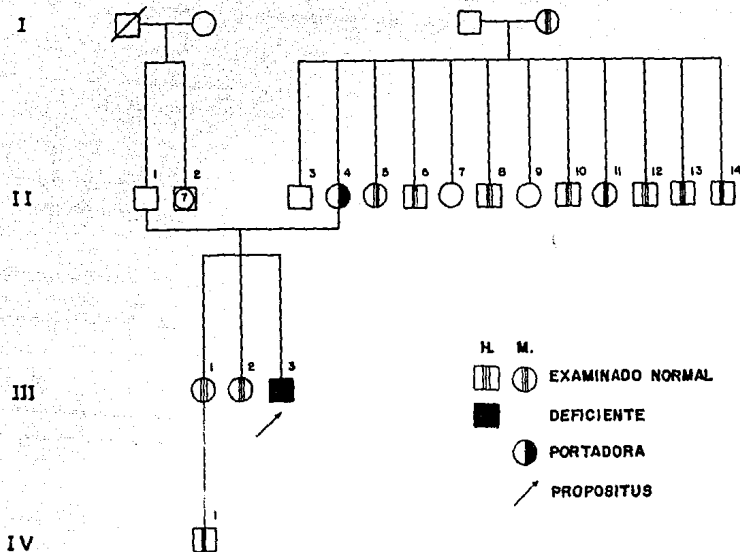 I
1
2
7
3
4
5
6
7
8
9
10
11
12
13
14
II
H. M.
EXAMINADO NORMAL
DEFICIENTE
PORTADORA
PROPOSITUS
1
2
3
III
1
IV